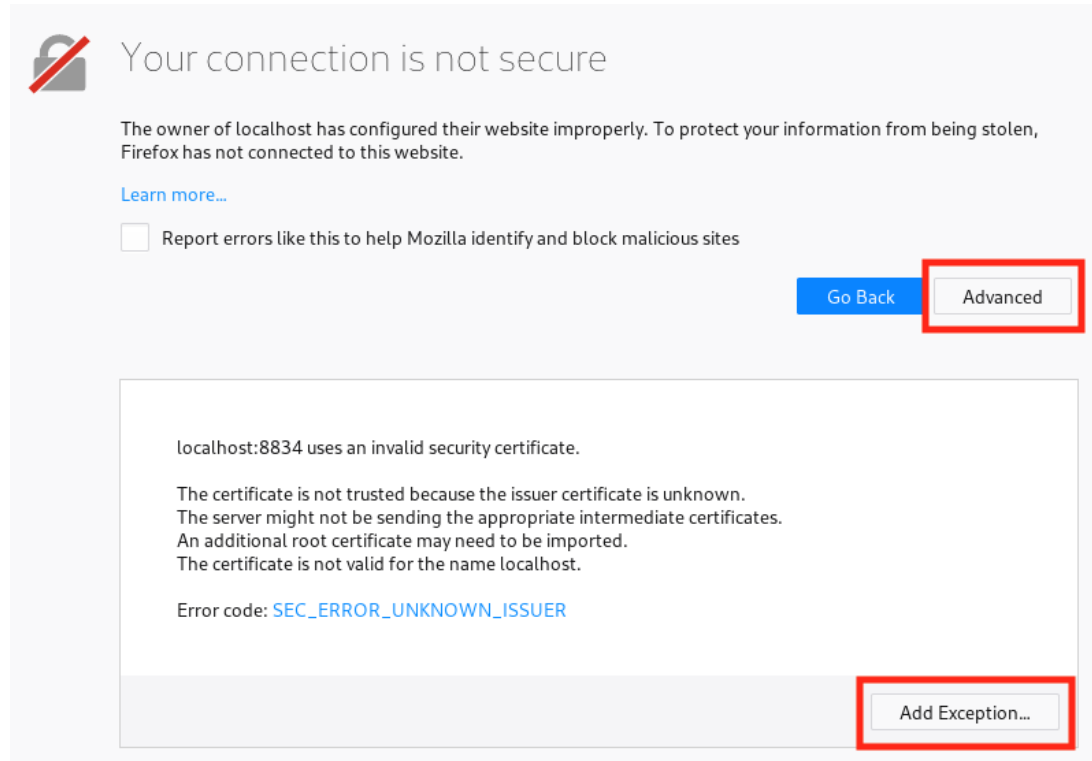 Your connection is not secure
The owner of localhost has configured their website improperly. To protect your information from being stolen,
Firefox has not connected to this website.
Learn more...
Report errors like this to help Mozilla identify and block malicious sites
Go Back
Advanced
localhost:8834 uses an invalid security certificate.
The certificate is not trusted because the issuer certificate is unknown.
The server might not be sending the appropriate intermediate certificates.
An additional root certificate may need to be imported.
The certificate is not valid for the name localhost.
Error code: SEC_ERROR_UNKNOWN_ISSUER
Add Exception...